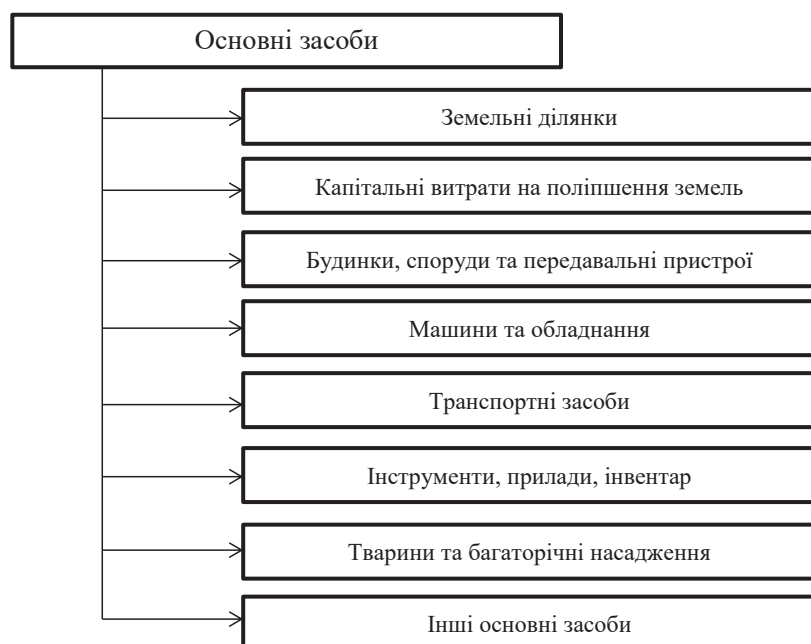 Основні засоби
Земельні ділянки
Капітальні витрати на поліпшення земель
Будинки, споруди та передавальні пристрої
Машини та обладнання
Транспортні засоби
Інструменти, прилади, інвентар
Тварини та багаторічні насадження
Інші основні засоби